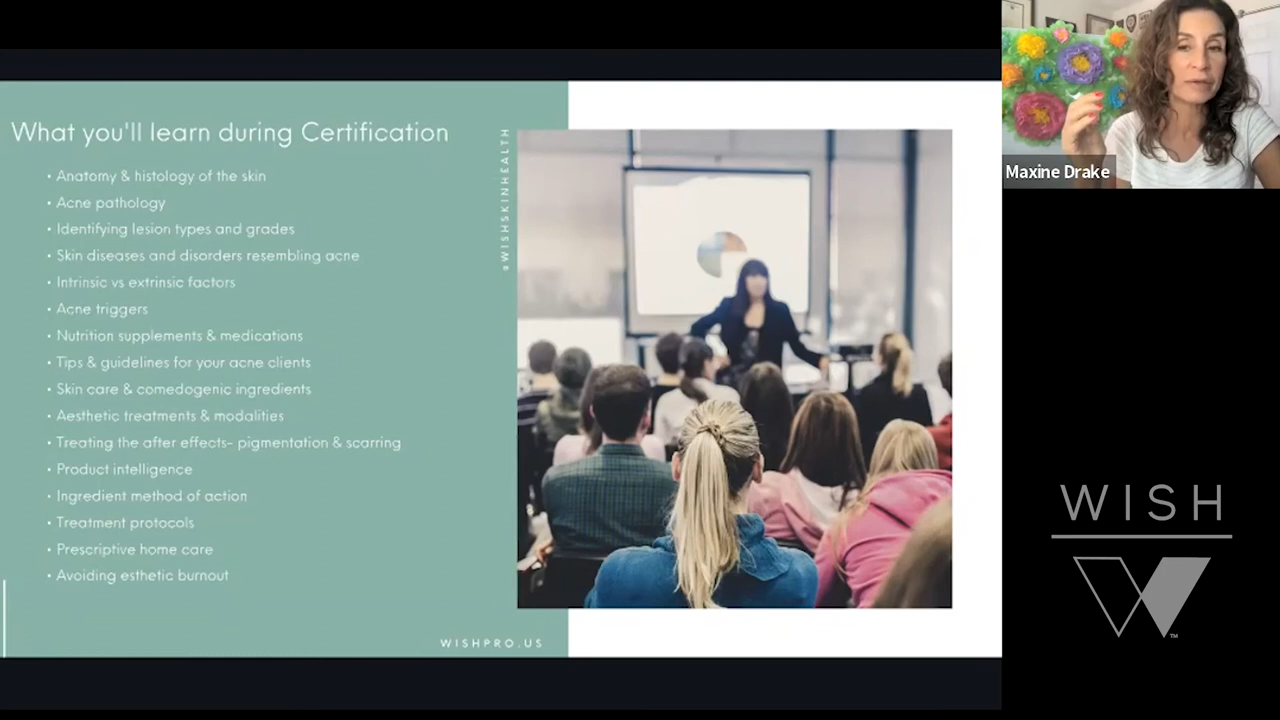 What you'll learn during Certification
• Anatomy & histology of the skin
• Acne pathology
• Identifying lesion types and grades
• Skin diseases and disorders resembling acne
• Intrinsic vs extrinsic factors
• Acne triggers
• Nutrition supplements & medications
• Tips & guidelines for your acne clients
• Skin care & comedogenic ingredients
• Aesthetic treatments & modalities
• Treating the after effects- pigmentation & scarring
• Product intelligence
• Ingredient method of action
• Treatment protocols
• Prescriptive home care
• Avoiding esthetic burnout
@WISHSKINHEALTH
WISHPRO.US
Maxine Drake
WISH
W™